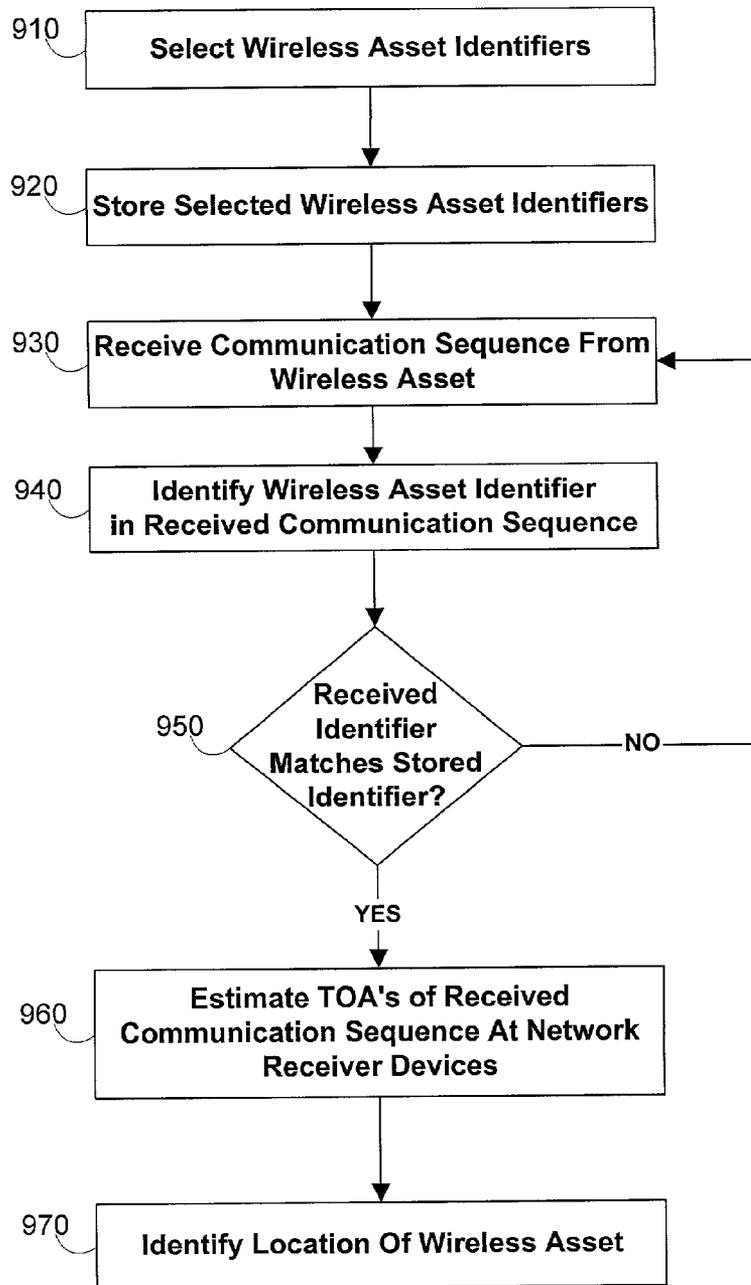 910
Select Wireless Asset Identifiers
920
Store Selected Wireless Asset Identifiers
930
Receive Communication Sequence From
Wireless Asset
940
Identify Wireless Asset Identifier
in Received Communication Sequence
950
Received
Identifier
Matches Stored
Identifier?
NO
YES
960
Estimate TOA's of Received
Communication Sequence At Network
Receiver Devices
970
Identify Location Of Wireless Asset